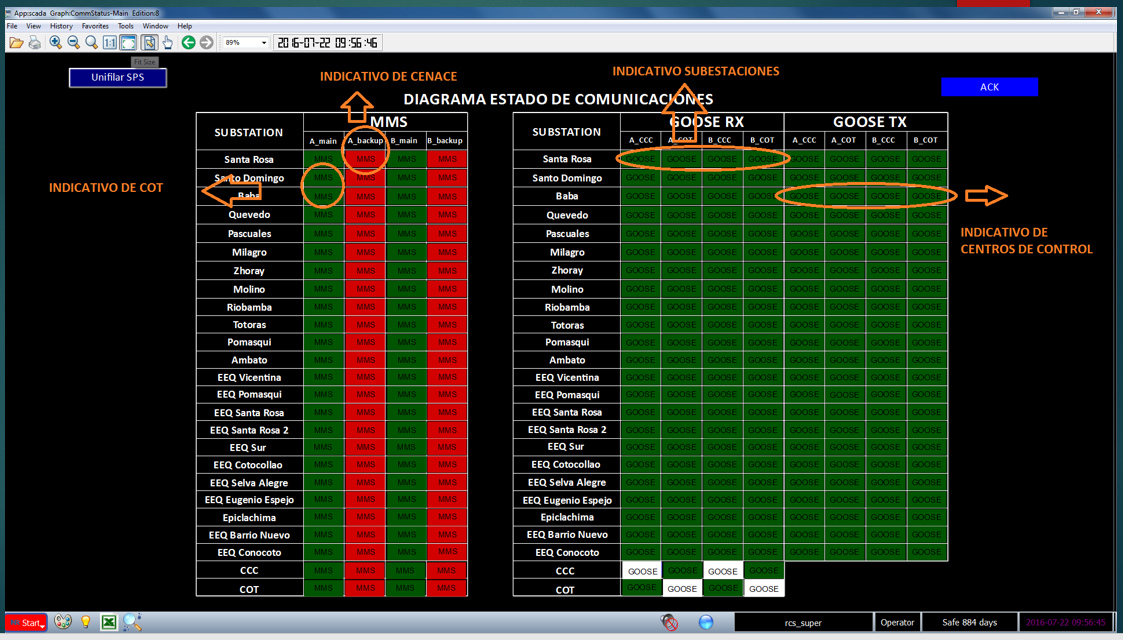 App:scada Graph:CommStatus-Main Edition:8
File View History Favorites Tools Window Help
89% 2016-07-22 09:56:46
Fit Size
Unifilar SPS
INDICATIVO DE CENACE
INDICATIVO SUBESTACIONES
ACK
DIAGRAMA ESTADO DE COMUNICACIONES
INDICATIVO DE COT
INDICATIVO DE
CENTROS DE CONTROL
SUBSTATION MMS
A_main A_backup B_main B_backup
Santa Rosa MMS MMS MMS MMS
Santo Domingo MMS MMS MMS MMS
Baba MMS MMS MMS MMS
Quevedo MMS MMS MMS MMS
Pascuales MMS MMS MMS MMS
Milagro MMS MMS MMS MMS
Zhoray MMS MMS MMS MMS
Molino MMS MMS MMS MMS
Riobamba MMS MMS MMS MMS
Totoras MMS MMS MMS MMS
Pomasqui MMS MMS MMS MMS
Ambato MMS MMS MMS MMS
EEQ Vicentina MMS MMS MMS MMS
EEQ Pomasqui MMS MMS MMS MMS
EEQ Santa Rosa MMS MMS MMS MMS
EEQ Santa Rosa 2 MMS MMS MMS MMS
EEQ Sur MMS MMS MMS MMS
EEQ Cotocollao MMS MMS MMS MMS
EEQ Selva Alegre MMS MMS MMS MMS
EEQ Eugenio Espejo MMS MMS MMS MMS
Epiclachima MMS MMS MMS MMS
EEQ Barrio Nuevo MMS MMS MMS MMS
EEQ Conocoto MMS MMS MMS MMS
CCC MMS MMS MMS MMS
COT MMS MMS MMS MMS
SUBSTATION GOOSE RX GOOSE TX
A_CCC A_COT B_CCC B_COT A_CCC A_COT B_CCC B_COT
Santa Rosa GOOSE GOOSE GOOSE GOOSE GOOSE GOOSE GOOSE GOOSE
Santo Domingo GOOSE GOOSE GOOSE GOOSE GOOSE GOOSE GOOSE GOOSE
Baba GOOSE GOOSE GOOSE GOOSE GOOSE GOOSE GOOSE GOOSE
Quevedo GOOSE GOOSE GOOSE GOOSE GOOSE GOOSE GOOSE GOOSE
Pascuales GOOSE GOOSE GOOSE GOOSE GOOSE GOOSE GOOSE GOOSE
Milagro GOOSE GOOSE GOOSE GOOSE GOOSE GOOSE GOOSE GOOSE
Zhoray GOOSE GOOSE GOOSE GOOSE GOOSE GOOSE GOOSE GOOSE
Molino GOOSE GOOSE GOOSE GOOSE GOOSE GOOSE GOOSE GOOSE
Riobamba GOOSE GOOSE GOOSE GOOSE GOOSE GOOSE GOOSE GOOSE
Totoras GOOSE GOOSE GOOSE GOOSE GOOSE GOOSE GOOSE GOOSE
Pomasqui GOOSE GOOSE GOOSE GOOSE GOOSE GOOSE GOOSE GOOSE
Ambato GOOSE GOOSE GOOSE GOOSE GOOSE GOOSE GOOSE GOOSE
EEQ Vicentina GOOSE GOOSE GOOSE GOOSE GOOSE GOOSE GOOSE GOOSE
EEQ Pomasqui GOOSE GOOSE GOOSE GOOSE GOOSE GOOSE GOOSE GOOSE
EEQ Santa Rosa GOOSE GOOSE GOOSE GOOSE GOOSE GOOSE GOOSE GOOSE
EEQ Santa Rosa 2 GOOSE GOOSE GOOSE GOOSE GOOSE GOOSE GOOSE GOOSE
EEQ Sur GOOSE GOOSE GOOSE GOOSE GOOSE GOOSE GOOSE GOOSE
EEQ Cotocollao GOOSE GOOSE GOOSE GOOSE GOOSE GOOSE GOOSE GOOSE
EEQ Selva Alegre GOOSE GOOSE GOOSE GOOSE GOOSE GOOSE GOOSE GOOSE
EEQ Eugenio Espejo GOOSE GOOSE GOOSE GOOSE GOOSE GOOSE GOOSE GOOSE
Epiclachima GOOSE GOOSE GOOSE GOOSE GOOSE GOOSE GOOSE GOOSE
EEQ Barrio Nuevo GOOSE GOOSE GOOSE GOOSE GOOSE GOOSE GOOSE GOOSE
EEQ Conocoto GOOSE GOOSE GOOSE GOOSE GOOSE GOOSE GOOSE GOOSE
CCC GOOSE GOOSE GOOSE GOOSE
COT GOOSE GOOSE GOOSE GOOSE
Start rcs_super Operator Safe 884 days 2016-07-22 09:56:45